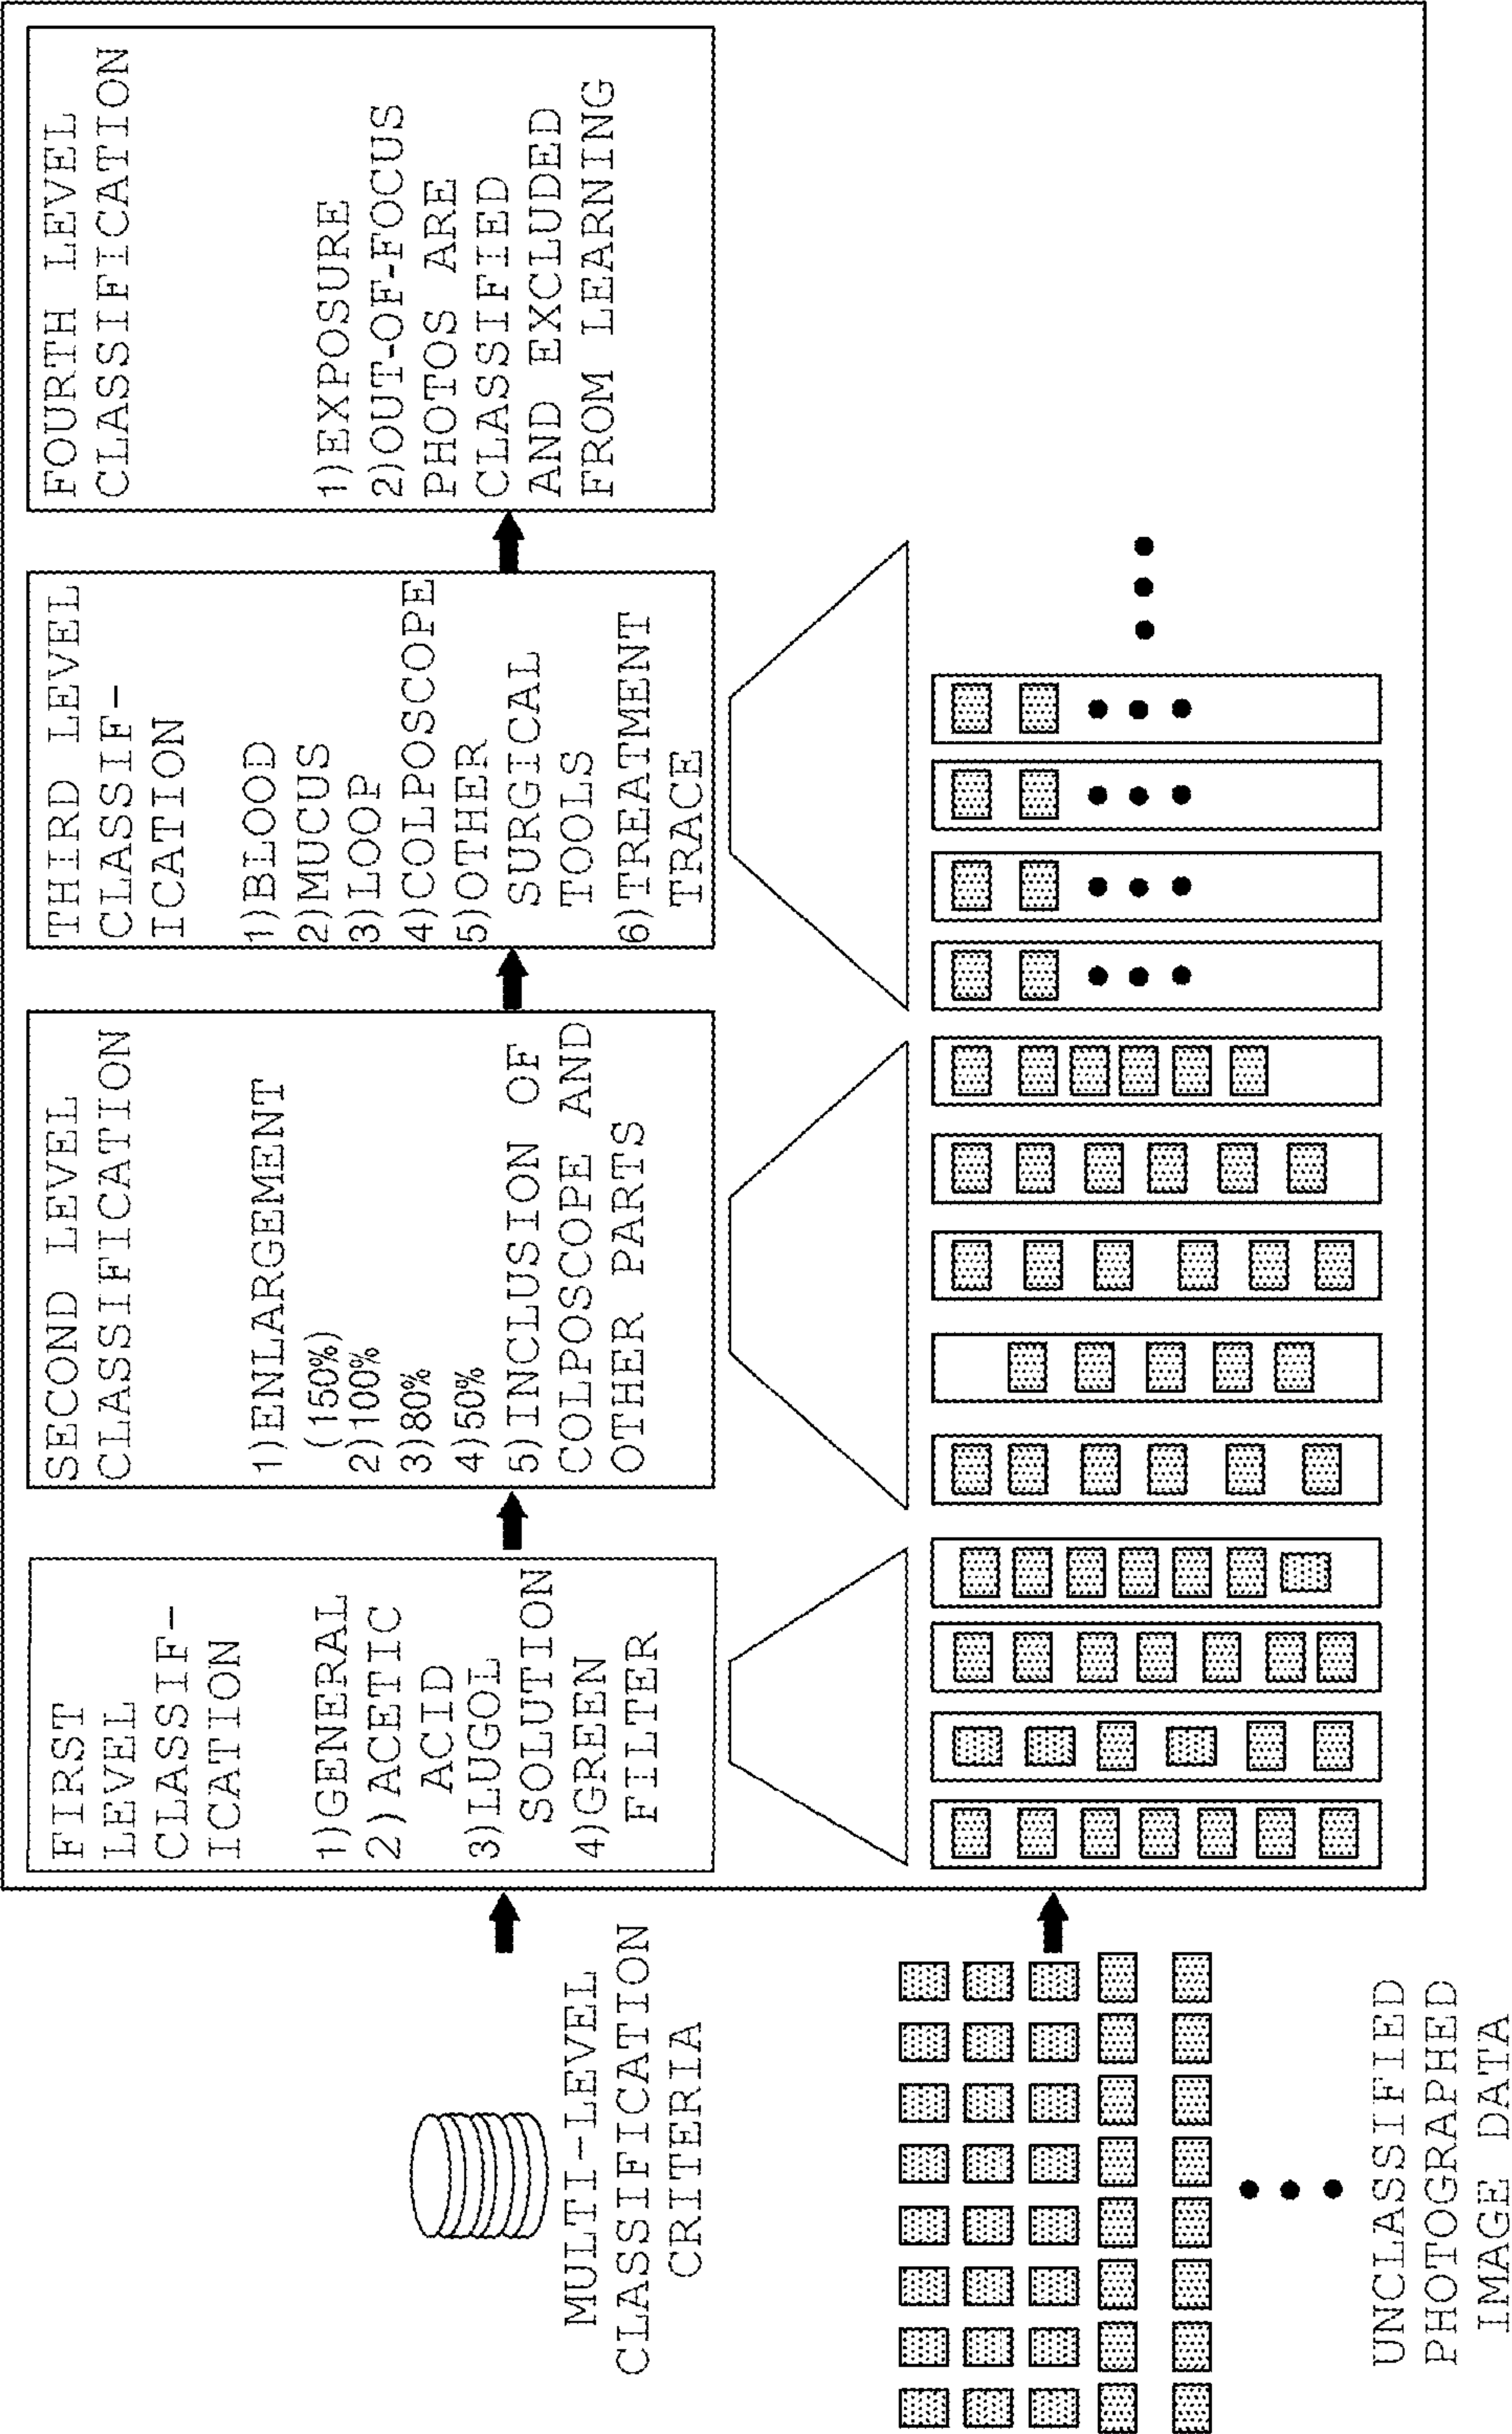 MULTI-LEVEL
CLASSIFICATION
CRITERIA
UNCLASSIFIED
PHOTOGRAPHED
IMAGE DATA
FIRST
LEVEL
CLASSIF-
ICATION
1)GENERAL
2)ACETIC
ACID
3)LUGOL
SOLUTION
4)GREEN
FILTER
SECOND LEVEL
CLASSIFICATION
1)ENLARGEMENT
(150%)
2)100%
3)80%
4)50%
5)INCLUSION OF
COLPOSCOPE AND
OTHER PARTS
THIRD LEVEL
CLASSIF-
ICATION
1)BLOOD
2)MUCUS
3)LOOP
4)COLPOSCOPE
5)OTHER
SURGICAL
TOOLS
6)TREATMENT
TRACE
FOURTH LEVEL
CLASSIFICATION
1)EXPOSURE
2)OUT-OF-FOCUS
PHOTOS ARE
CLASSIFIED
AND EXCLUDED
FROM LEARNING